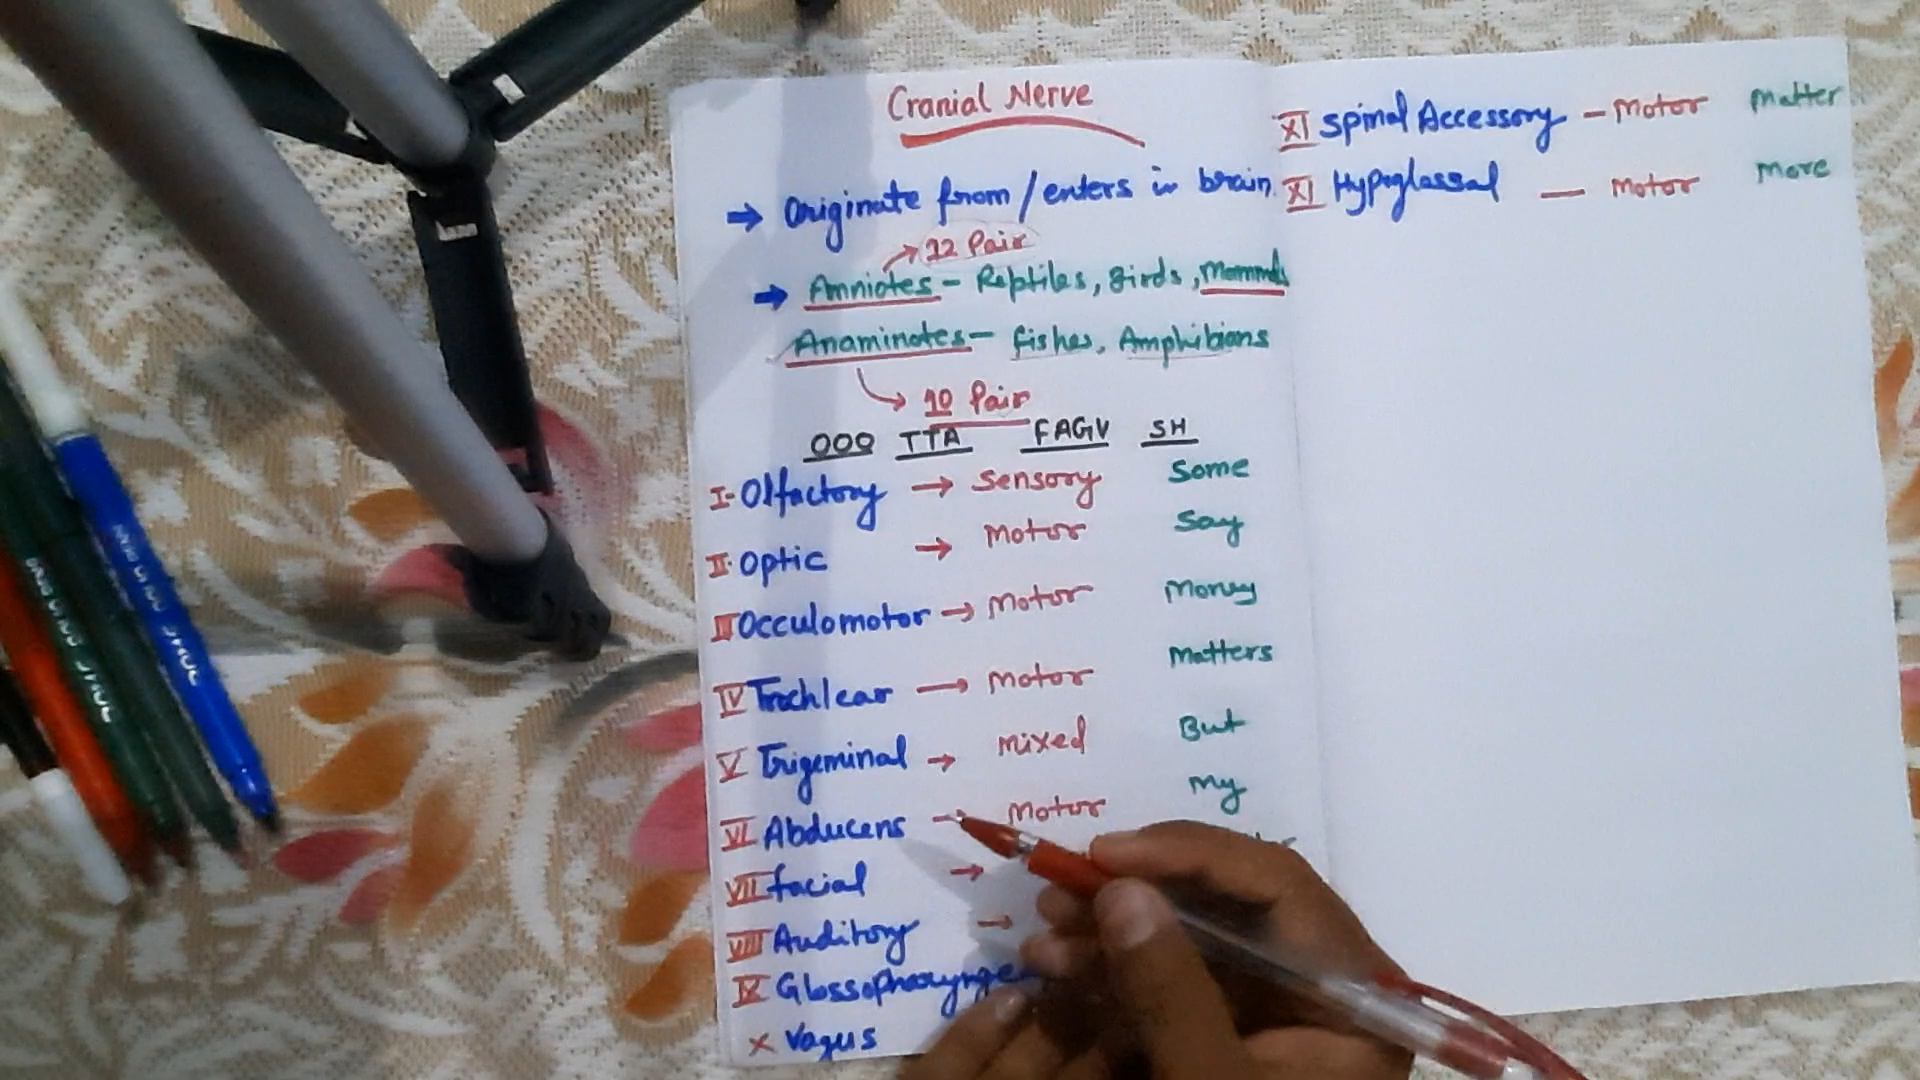 Cranial Nerve
→ Originate from/enters in brain.
→ 12 Pair
→ Amniotes - Reptiles, Birds, Mammals
Anaminotes - fishes, Amphibians
→ 10 Pair
OOO TTA FAGV SH
I. Olfactory → Sensory Some
II. Optic → Motor Say
III Occulomotor → Motor Money
IV Trochlear → Motor Matters
V Trigeminal → mixed But
VI Abducens → Motor My
VII facial →
VIII Auditory →
IX
X Vagus
XI Spinal Accessory - Motor Matter
XI Hypoglassal - Motor More